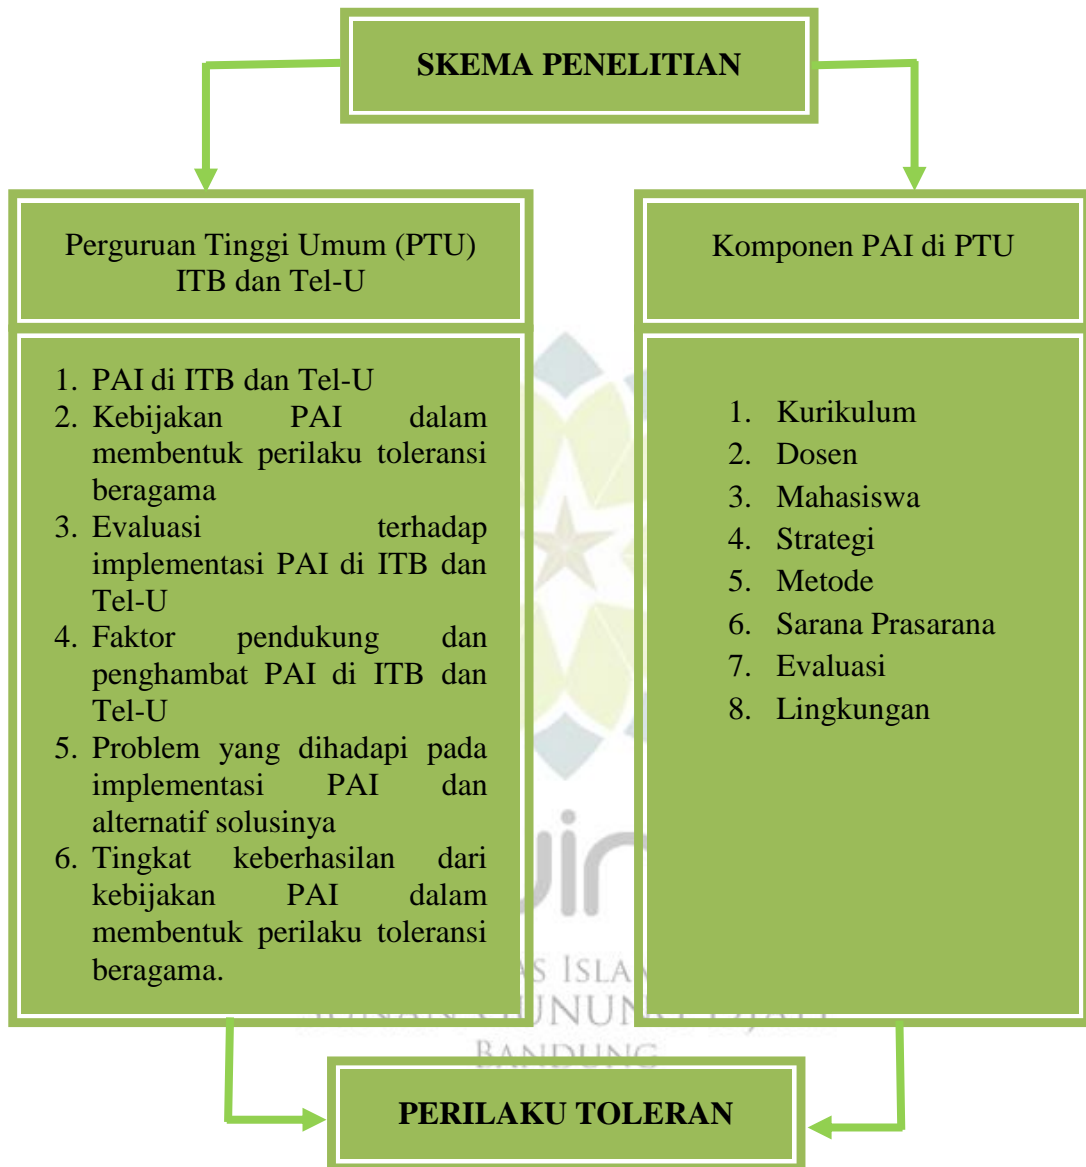 SKEMA PENELITIAN
Perguruan Tinggi Umum (PTU)
ITB dan Tel-U
1. PAI di ITB dan Tel-U
2. Kebijakan PAI dalam
membentuk perilaku toleransi
beragama
3. Evaluasi terhadap
implementasi PAI di ITB dan
Tel-U
4. Faktor pendukung dan
penghambat PAI di ITB dan
Tel-U
5. Problem yang dihadapi pada
implementasi PAI dan
alternatif solusinya
6. Tingkat keberhasilan dari
kebijakan PAI dalam
membentuk perilaku toleransi
beragama.
Komponen PAI di PTU
1. Kurikulum
2. Dosen
3. Mahasiswa
4. Strategi
5. Metode
6. Sarana Prasarana
7. Evaluasi
8. Lingkungan
BANDUNG
PERILAKU TOLERAN